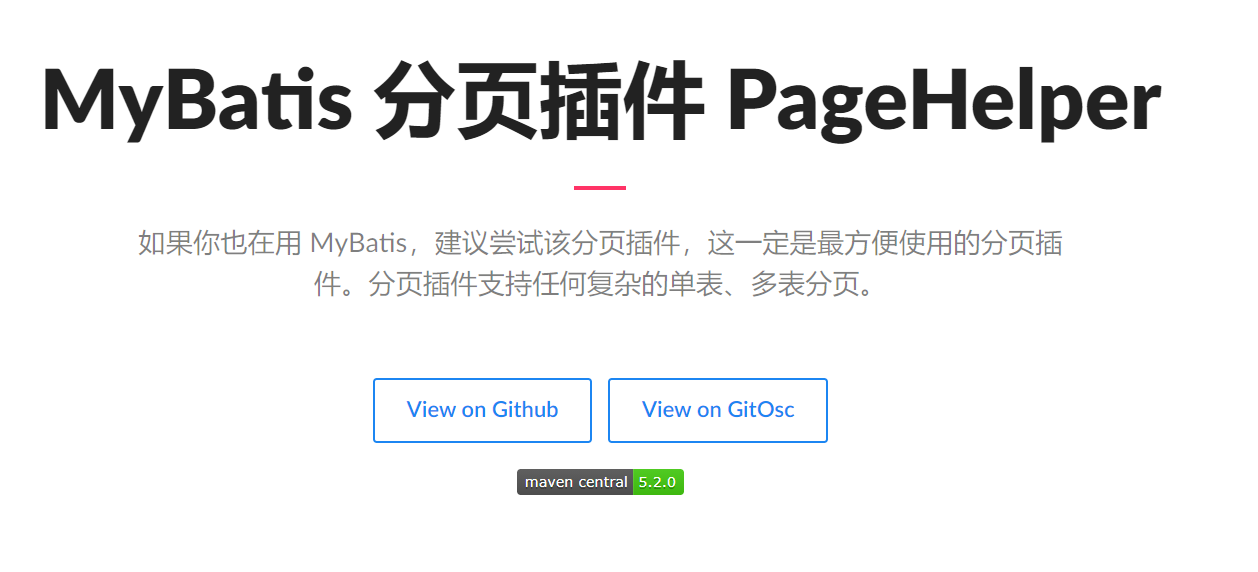 MyBatis 分页插件 PageHelper
如果你也在用 MyBatis，建议尝试该分页插件，这一定是最方便使用的分页插
件。分页插件支持任何复杂的单表、多表分页。
View on Github View on GitOsc
maven central 5.2.0